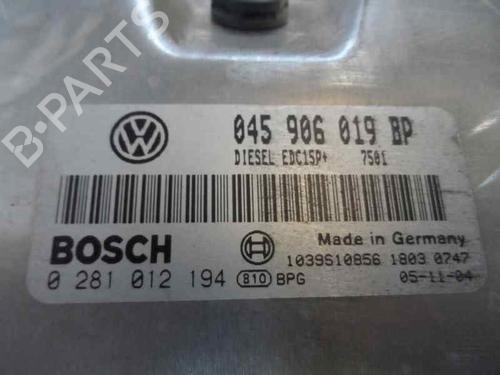 045 906 019 BP
DIESEL EDC15P+ 7501
BOSCH
Made in Germany
0 281 012 194 810 BPG
1039S10856 1803 0747
05-11-04